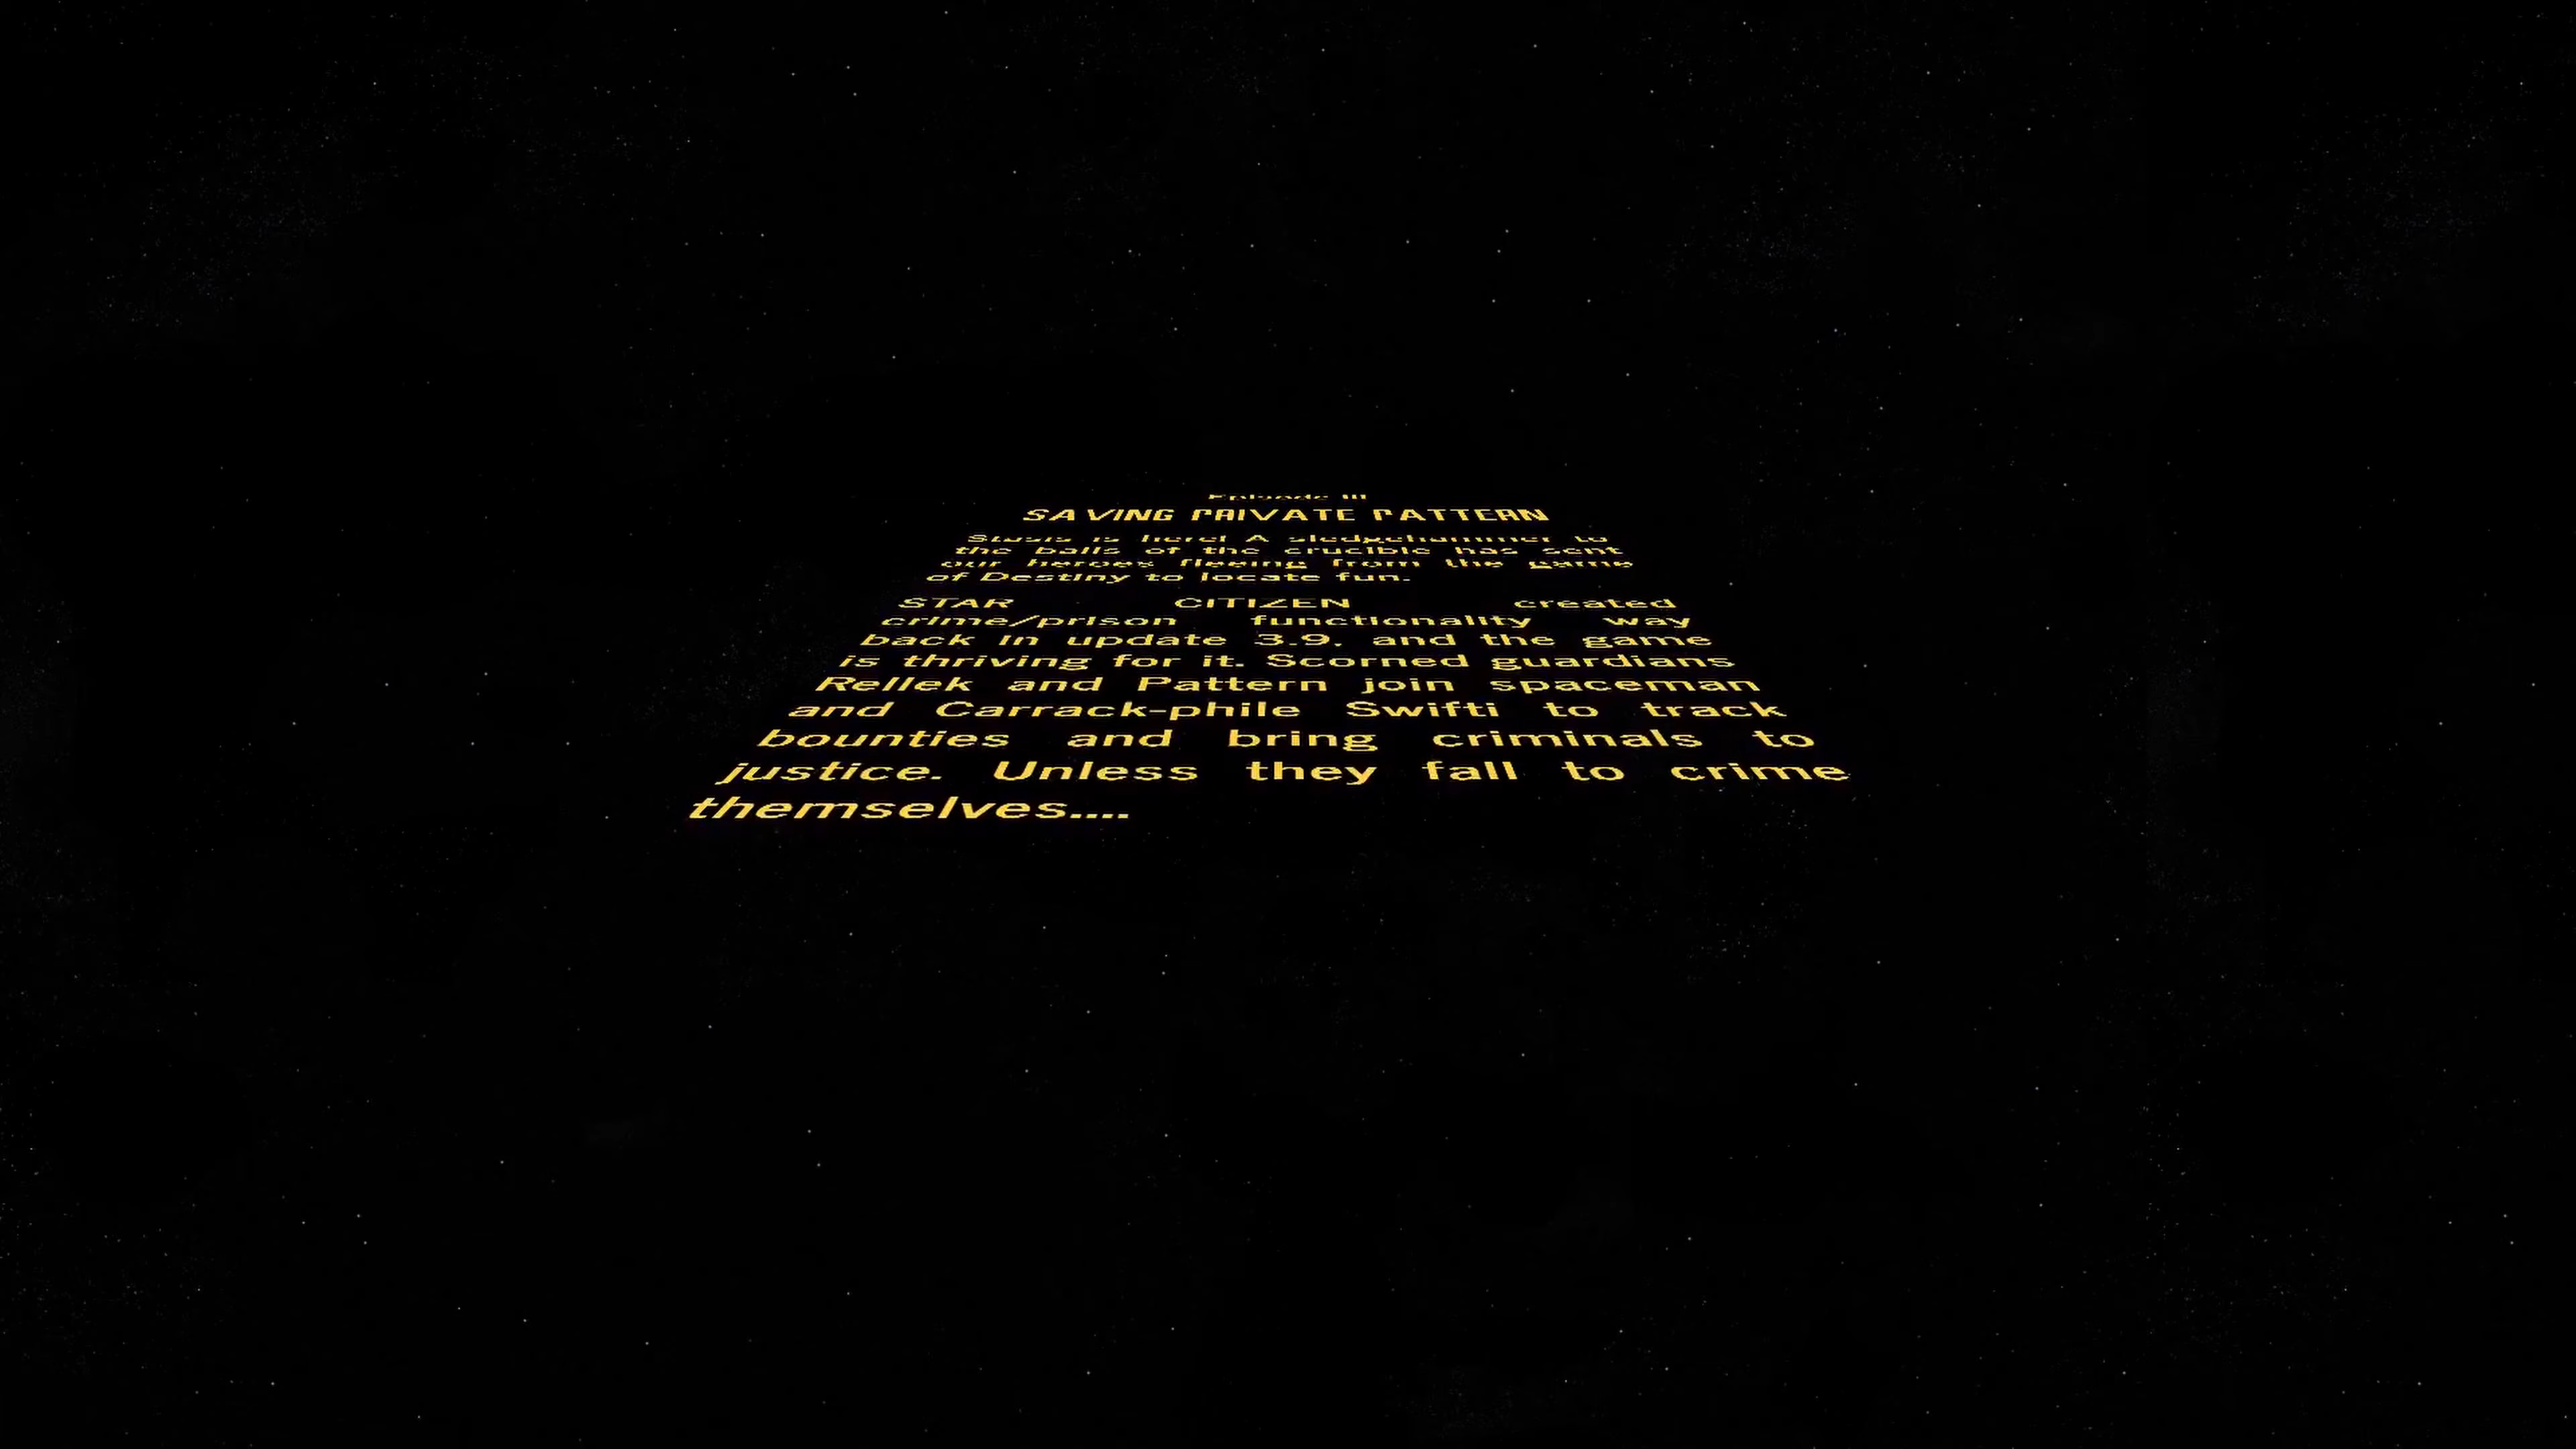 Episode III
SAVING PRIVATE PATTERN
Stasis is here! A sledgehammer to
the balls of the crucible has sent
our heroes fleeing from the game
of Destiny to locate fun.
STAR CITIZEN created
crime/prison functionality way
back in update 3.9, and the game
is thriving for it. Scorned guardians
Rellek and Pattern join spaceman
and Carrack-phile Swifti to track
bounties and bring criminals to
justice. Unless they fall to crime
themselves....